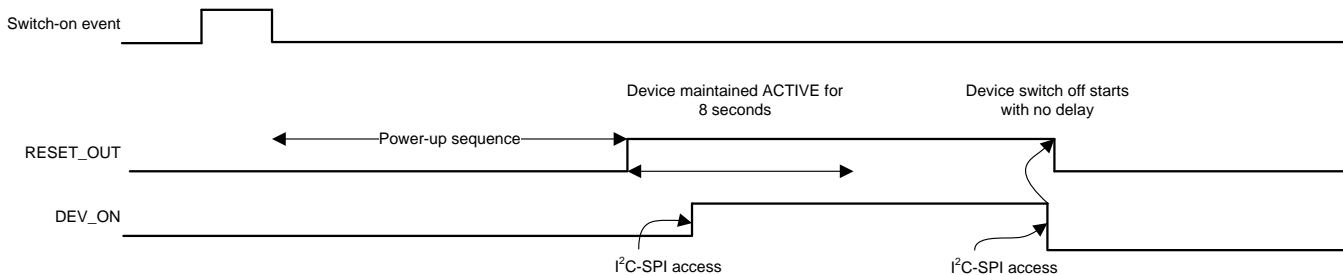 Switch-on event
Device maintained ACTIVE for
8 seconds
Device switch off starts
with no delay
Power-up sequence
RESET_OUT
DEV_ON
I²C-SPI access
I²C-SPI access